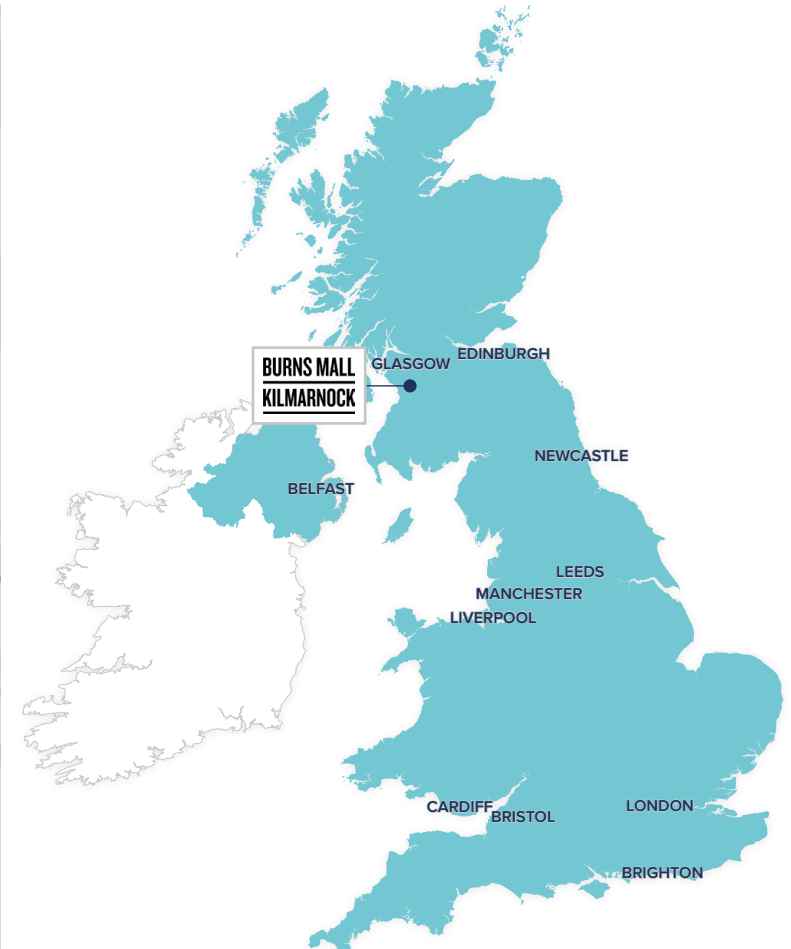 EDINBURGH
GLASGOW
BURNS MALL
KILMARNOCK
NEWCASTLE
BELFAST
LEEDS
MANCHESTER
LIVERPOOL
LONDON
CARDIFF
BRISTOL
BRIGHTON